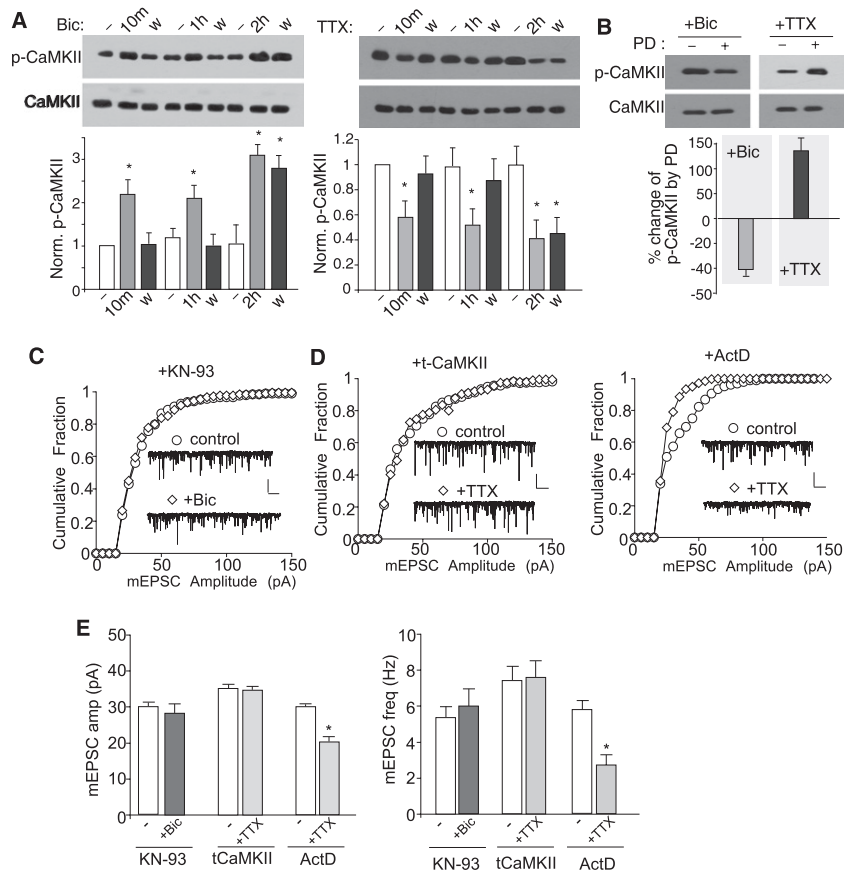 A
Bic: – 10m w – 1h w – 2h w
p-CaMKII
CaMKII
Norm. p-CaMKII
3
2
1
0
* * * *
– 10m w – 1h w – 2h w
TTX: – 10m w – 1h w – 2h w
Norm. p-CaMKII
1.2
1
0.8
0.6
0.4
0.2
0
* * * *
– 10m w – 1h w – 2h w
B
+Bic +TTX
PD : – + – +
p-CaMKII
CaMKII
% change of
p-CaMKII by PD
150
100
50
0
-20
-40
-50
+Bic
+TTX
C
+KN-93
Cumulative Fraction
1
0.8
0.6
0.4
0.2
0
control
+Bic
0 50 100 150
mEPSC Amplitude (pA)
D
+t-CaMKII
Cumulative Fraction
1
0.8
0.6
0.4
0.2
0
control
+TTX
0 50 100 150
mEPSC Amplitude (pA)
+ActD
Cumulative Fraction
1
0.8
0.6
0.4
0.2
0
control
+TTX
0 50 100 150
mEPSC Amplitude (pA)
E
mEPSC amp (pA)
50
40
30
20
10
0
*
- +Bic - +TTX - +TTX
KN-93 tCaMKII ActD
mEPSC freq (Hz)
10
8
6
4
2
0
*
- +Bic - +TTX - +TTX
KN-93 tCaMKII ActD